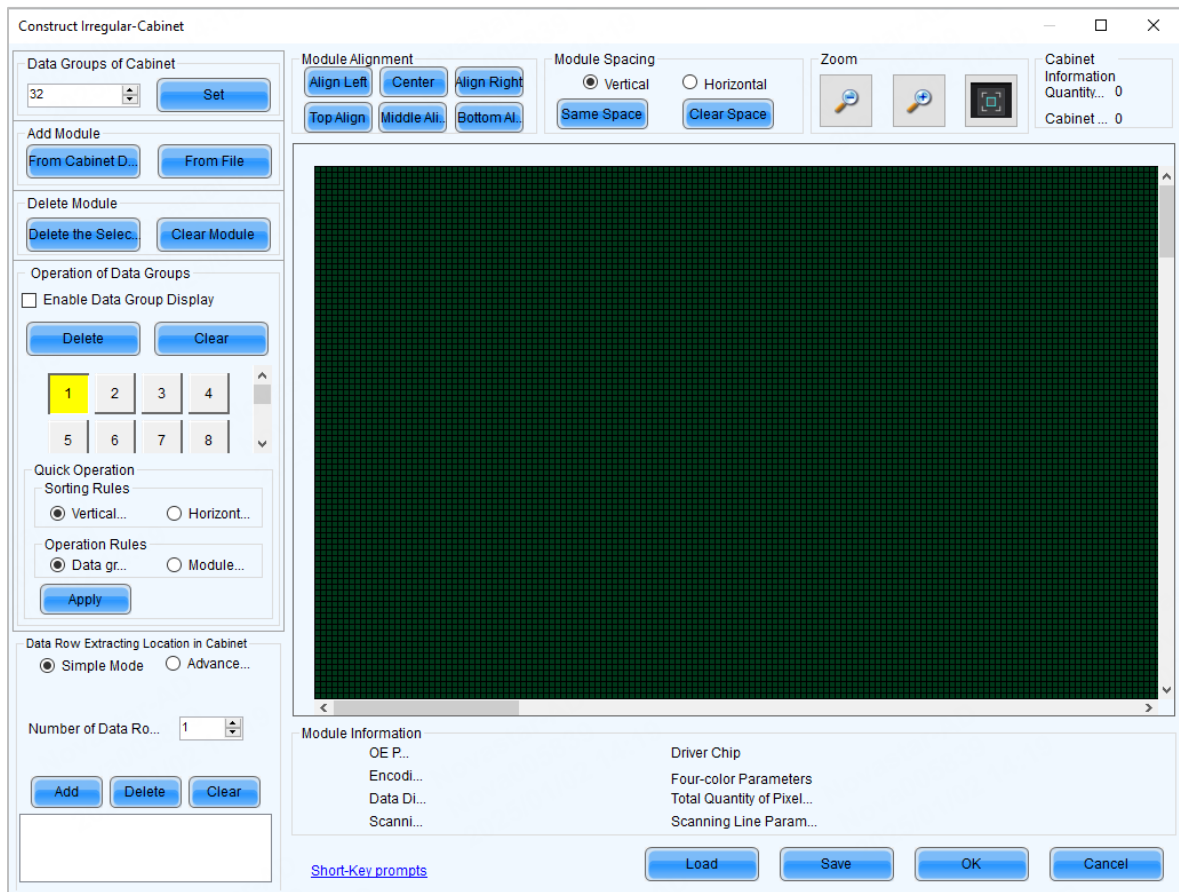 Construct Irregular-Cabinet
Data Groups of Cabinet
32
Set
Add Module
From Cabinet D...
From File
Delete Module
Delete the Selec...
Clear Module
Operation of Data Groups
Enable Data Group Display
Delete
Clear
1 2 3 4
5 6 7 8
Quick Operation
Sorting Rules
Vertical...
Horizont...
Operation Rules
Data gr...
Module...
Apply
Data Row Extracting Location in Cabinet
Simple Mode
Advance...
Number of Data Ro...
1
Add
Delete
Clear
Module Alignment
Align Left
Center
Align Right
Top Align
Middle Ali..
Bottom Al..
Module Spacing
Vertical
Horizontal
Same Space
Clear Space
Zoom
Cabinet
Information
Quantity... 0
Cabinet ... 0
Module Information
OE P...
Driver Chip
Encodi...
Four-color Parameters
Data Di...
Total Quantity of Pixel...
Scanni...
Scanning Line Param...
Short-Key prompts
Load
Save
OK
Cancel